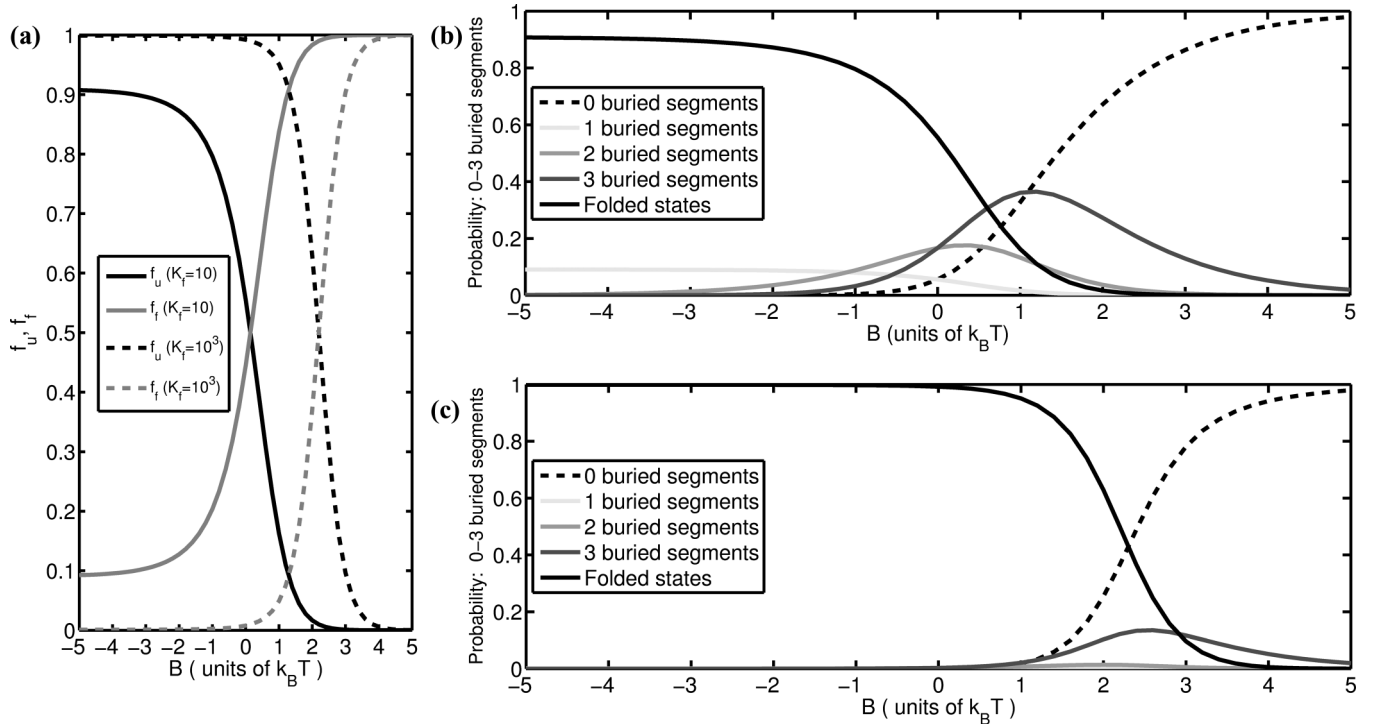 (a)
1
0.9
0.8
0.7
0.6
0.5
0.4
0.3
0.2
0.1
0
f_u, f_f
f_u (K_f=10)
f_f (K_f=10)
f_u (K_f=10^3)
f_f (K_f=10^3)
−5 −4 −3 −2 −1 0 1 2 3 4 5
B ( units of k_BT)
(b)
Probability: 0−3 buried segments
1
0.8
0.6
0.4
0.2
0
0 buried segments
1 buried segments
2 buried segments
3 buried segments
Folded states
−5 −4 −3 −2 −1 0 1 2 3 4 5
B (units of k_BT)
(c)
Probability: 0−3 buried segments
1
0.8
0.6
0.4
0.2
0
0 buried segments
1 buried segments
2 buried segments
3 buried segments
Folded states
−5 −4 −3 −2 −1 0 1 2 3 4 5
B (units of k_BT )